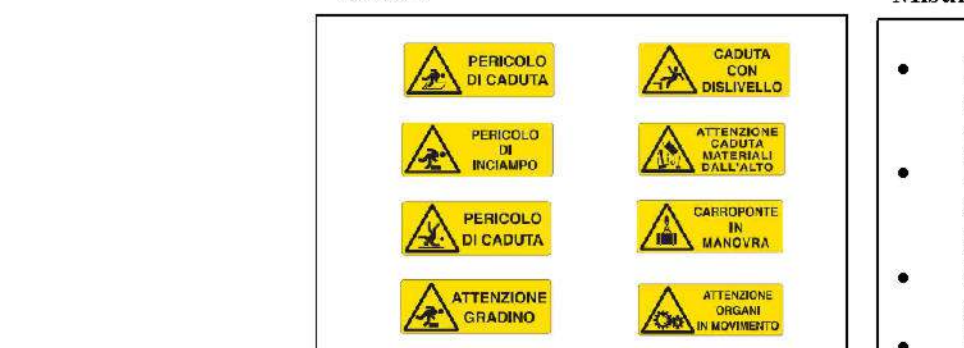 PERICOLO
DI CADUTA
CADUTA
CON
DISLIVELLO
PERICOLO
DI
INCIAMPO
ATTENZIONE
CADUTA
MATERIALI
DALL'ALTO
PERICOLO
DI CADUTA
CARROPONTE
IN
MANOVRA
ATTENZIONE
GRADINO
ATTENZIONE
ORGANI
IN MOVIMENTO